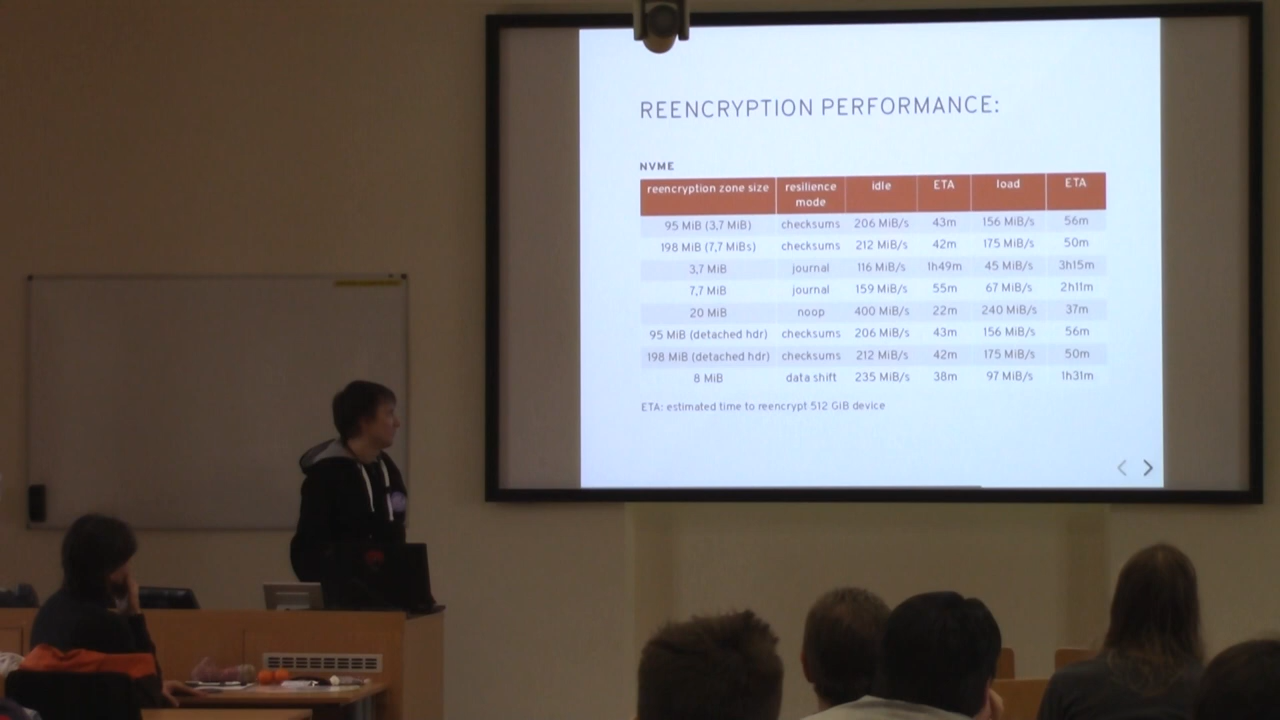 REENCRYPTION PERFORMANCE:
NVME
reencryption zone size resilience mode idle ETA load ETA
95 MiB (3,7 MiB) checksums 206 MiB/s 43m 156 MiB/s 56m
198 MiB (7,7 MiBs) checksums 212 MiB/s 42m 175 MiB/s 50m
3,7 MiB journal 116 MiB/s 1h49m 45 MiB/s 3h15m
7,7 MiB journal 159 MiB/s 55m 67 MiB/s 2h11m
20 MiB noop 400 MiB/s 22m 240 MiB/s 37m
95 MiB (detached hdr) checksums 206 MiB/s 43m 156 MiB/s 56m
198 MiB (detached hdr) checksums 212 MiB/s 42m 175 MiB/s 50m
8 MiB data shift 235 MiB/s 38m 97 MiB/s 1h31m
ETA: estimated time to reencrypt 512 GiB device